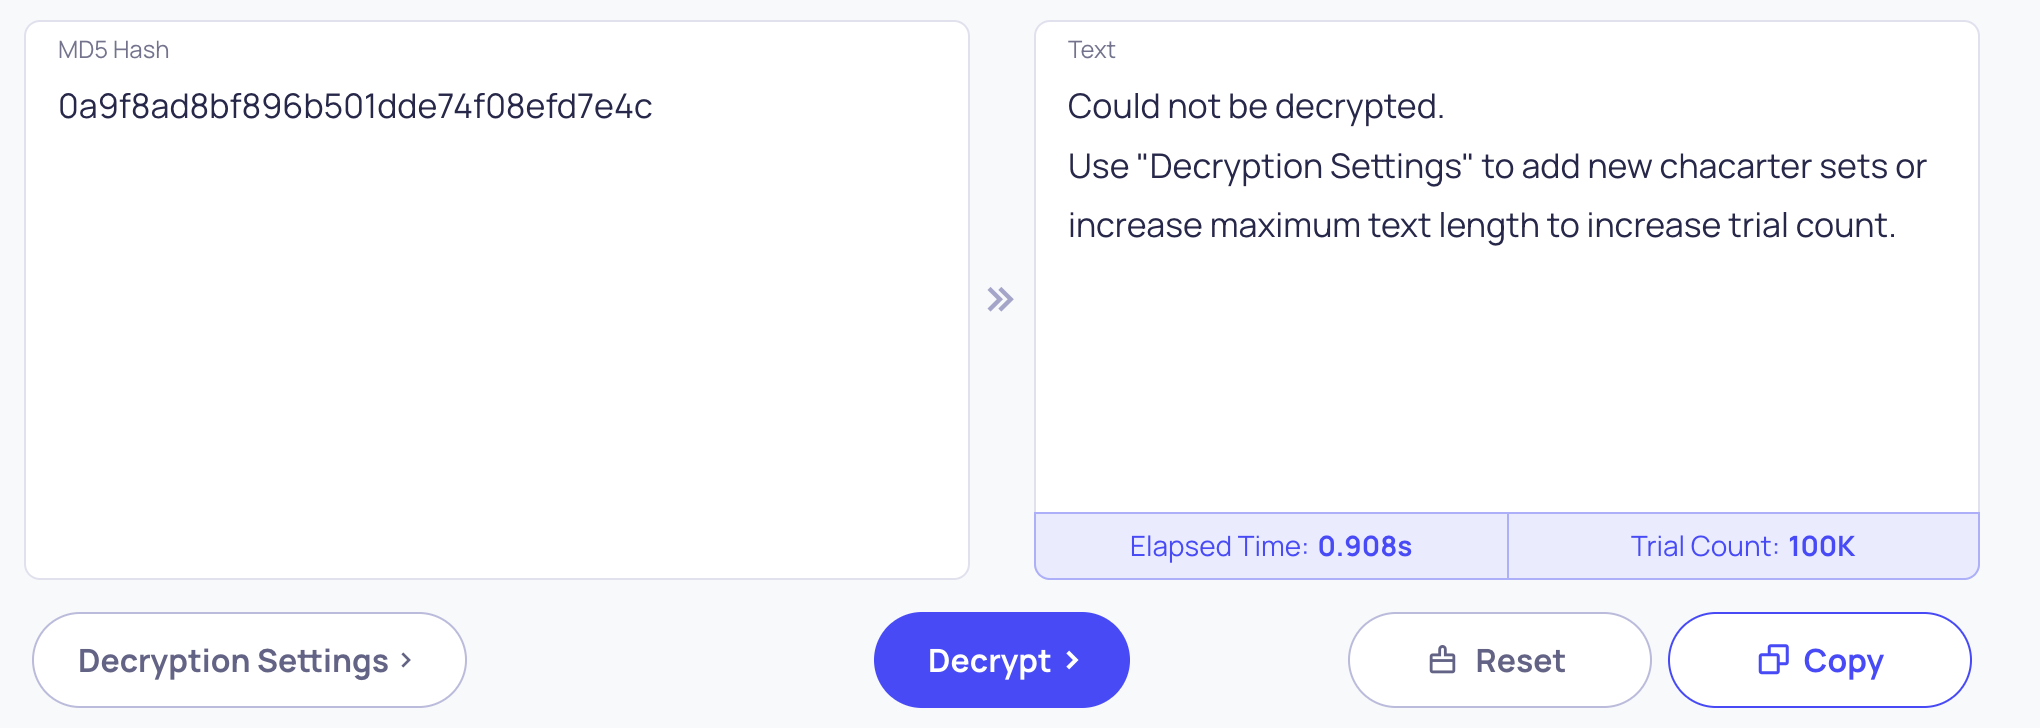 MD5 Hash
0a9f8ad8bf896b501dde74f08efd7e4c
Text
Could not be decrypted.
Use "Decryption Settings" to add new chacarter sets or
increase maximum text length to increase trial count.
Elapsed Time: 0.908s
Trial Count: 100K
Decryption Settings
Decrypt
Reset
Copy